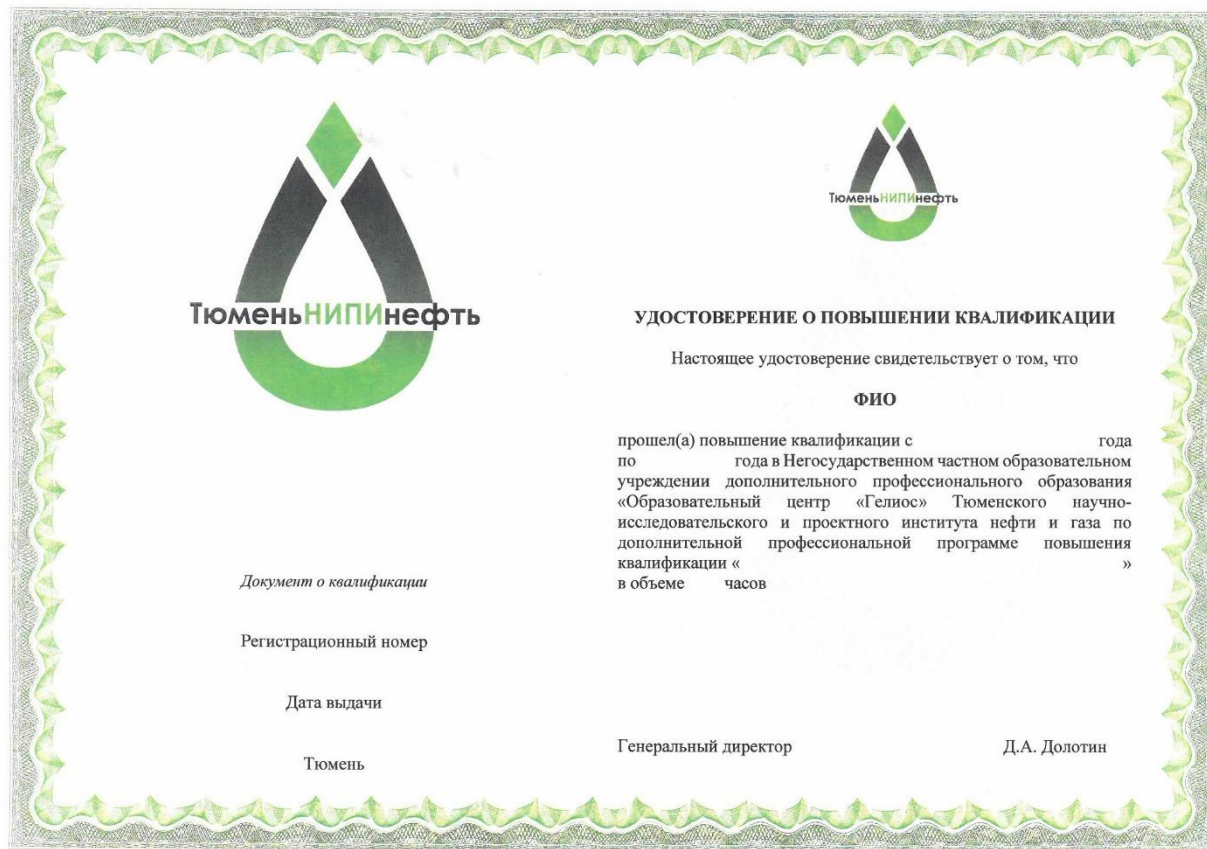 ТюменьНИПИнефть
Документ о квалификации
Регистрационный номер
Дата выдачи
Тюмень
ТюменьНИПИнефть
УДОСТОВЕРЕНИЕ О ПОВЫШЕНИИ КВАЛИФИКАЦИИ
Настоящее удостоверение свидетельствует о том, что
ФИО
прошел(а) повышение квалификации с года
по года в Негосударственном частном образовательном
учреждении дополнительного профессионального образования
«Образовательный центр «Гелиос» Тюменского научно-
исследовательского и проектного института нефти и газа по
дополнительной профессиональной программе повышения
квалификации « »
в объеме часов
Генеральный директор Д.А. Долотин